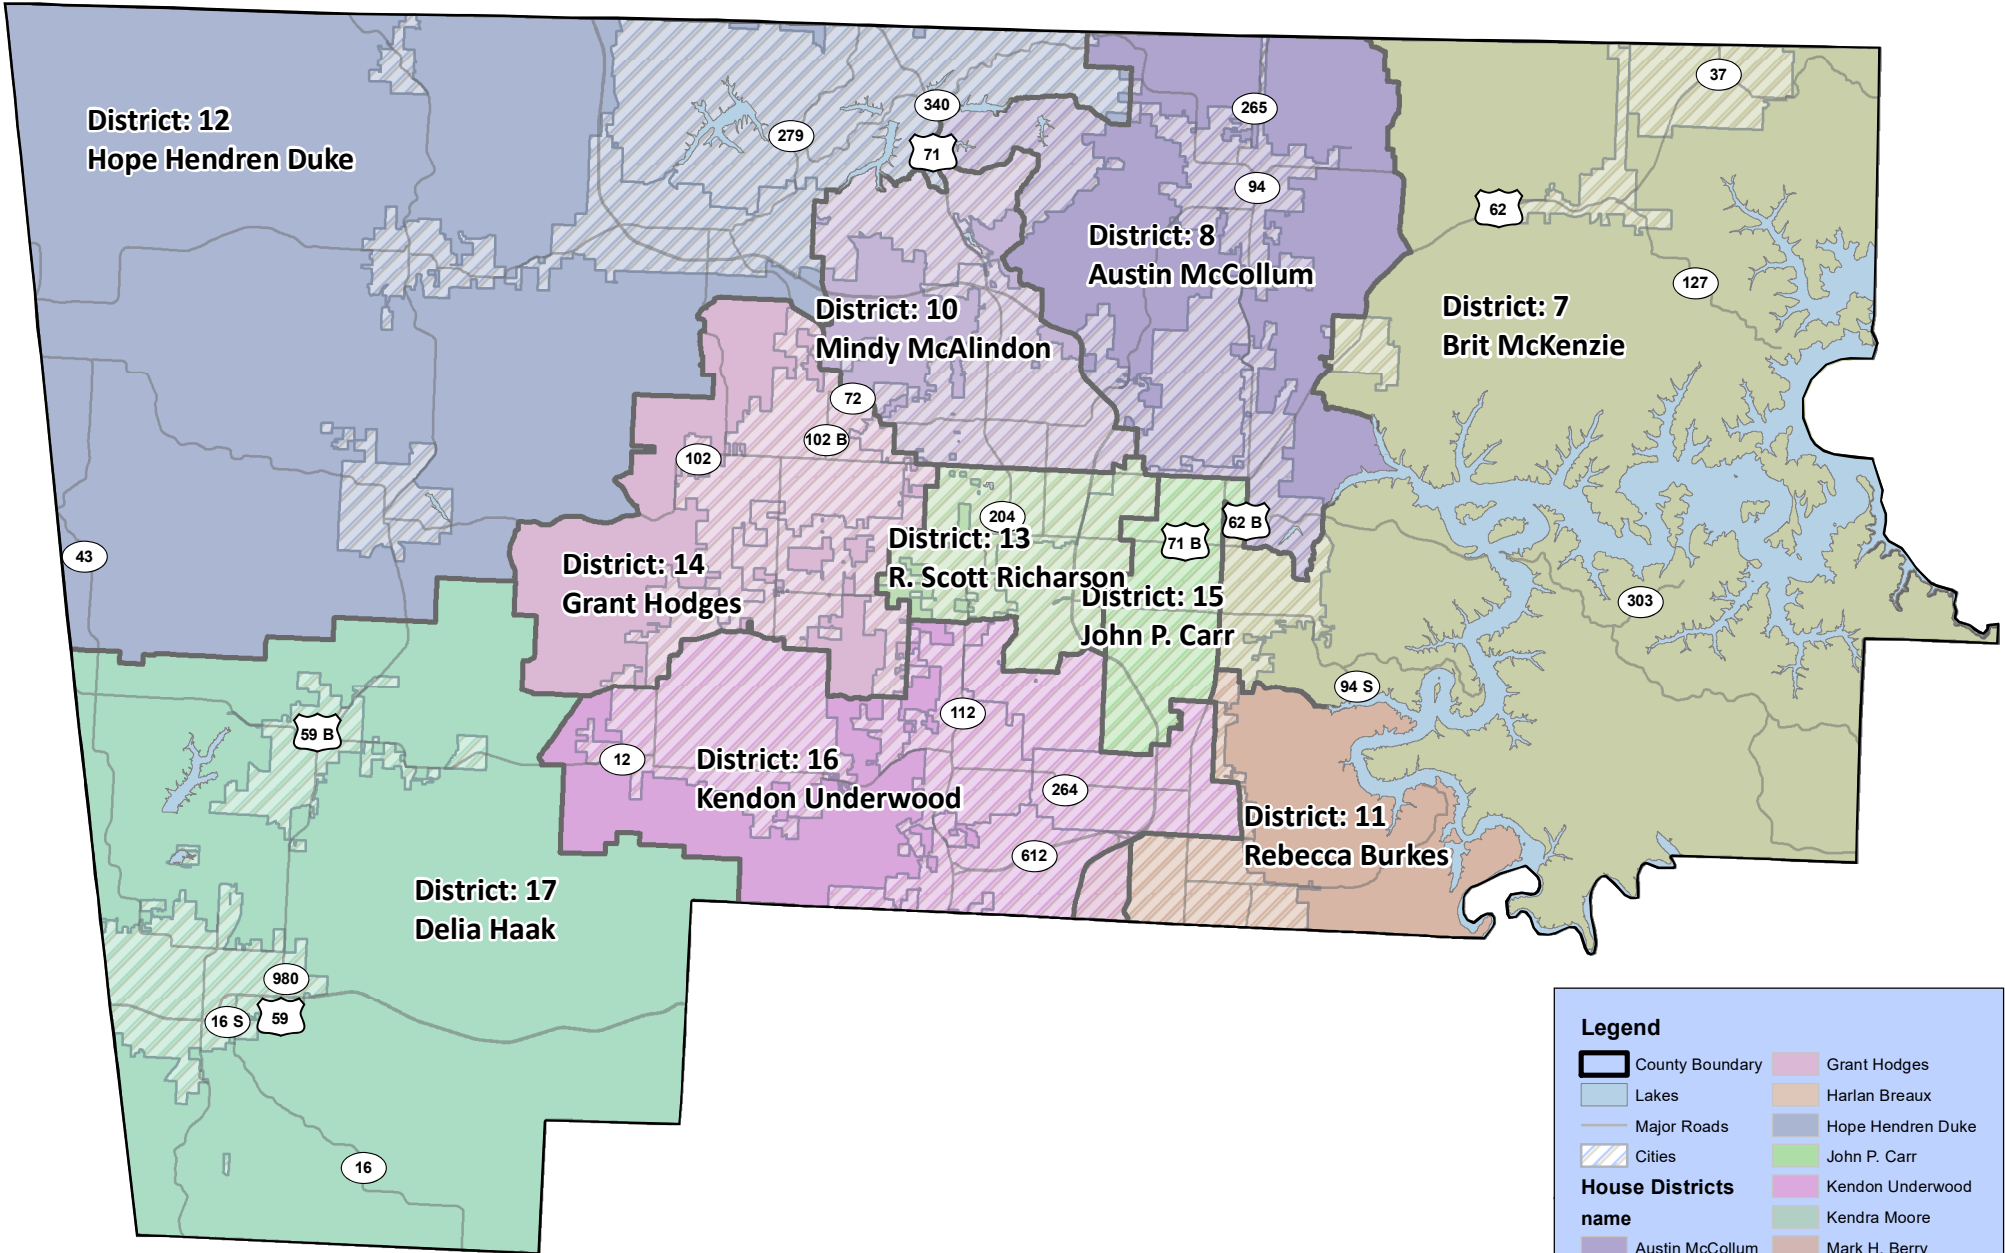 37
340
265
District: 12
Hope Hendren Duke
279
71
94
62
District: 8
Austin McCollum
127
District: 10
Mindy McAlindon
District: 7
Brit McKenzie
72
102 B
102
204
62 B
71 B
43
District: 13
R. Scott Richarson
District: 14
Grant Hodges
District: 15
John P. Carr
303
94 S
112
59 B
12
District: 16
Kendon Underwood
264
District: 11
Rebecca Burkes
612
District: 17
Delia Haak
980
16 S
59
16
Legend
County Boundary
Lakes
Major Roads
Cities
House Districts
name
Austin McCollum
Grant Hodges
Harlan Breaux
Hope Hendren Duke
John P. Carr
Kendon Underwood
Kendra Moore
Mark H. Berry